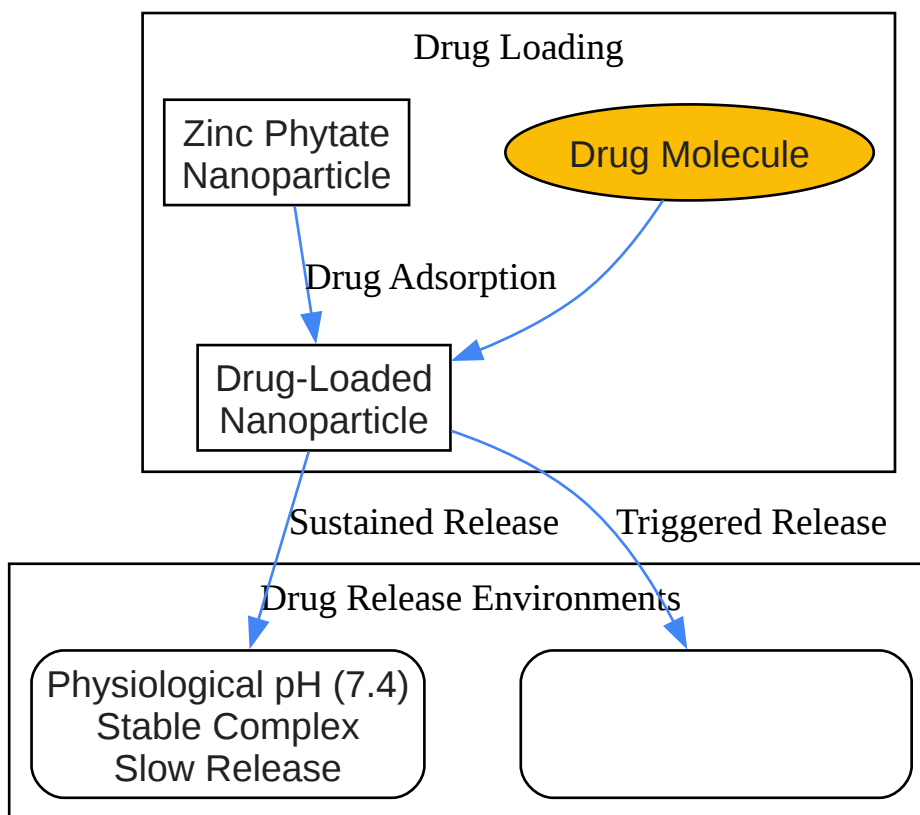 Drug Loading
Zinc Phytate
Nanoparticle
Drug Molecule
Drug Adsorption
Drug-Loaded
Nanoparticle
Sustained Release
Triggered Release
Drug Release Environments
Physiological pH (7.4)
Stable Complex
Slow Release